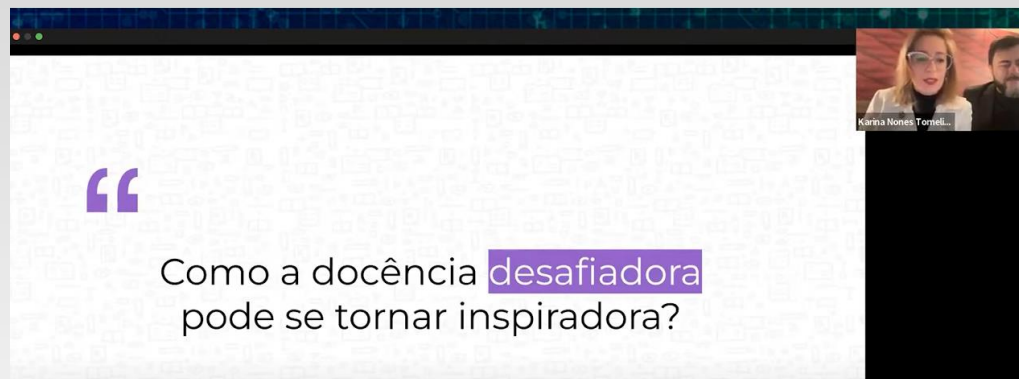 Karina Nones Tomeli...
“
Como a docência desafiadora
pode se tornar inspiradora?